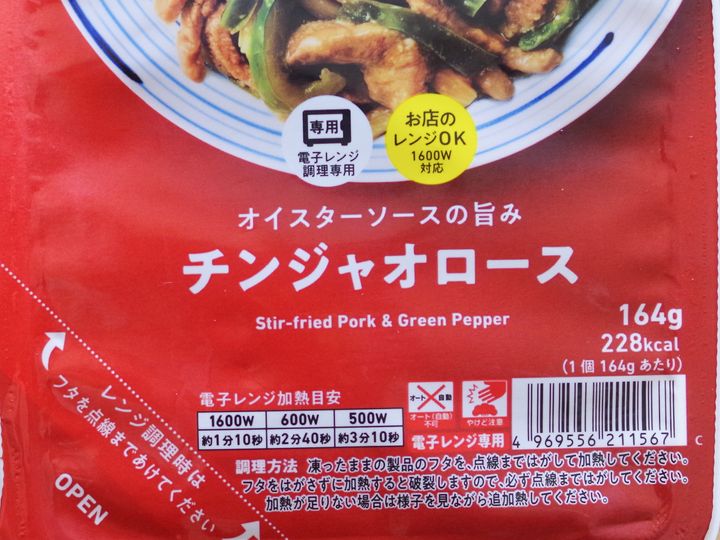 専用
電子レンジ
調理専用
お店の
レンジOK
1600W
対応
オイスターソースの旨み
チンジャオロース
Stir-fried Pork & Green Pepper
164g
228kcal
(1個 164gあたり)
レンジ調理時は
フタを点線まであけてください
OPEN
電子レンジ加熱目安
1600W 600W 500W
約1分10秒 約2分40秒 約3分10秒
オート 自動
オート(自動)
不可
やけど注意
電子レンジ専用
4 969556 211567 C
調理方法 凍ったままの製品のフタを、点線まではがして加熱してください。
フタをはがさずに加熱すると破裂しますので、必ず点線まではがしてください。
加熱が足りない場合は様子を見ながら追加熱してください。